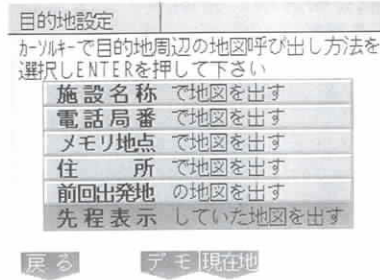 目的地設定
カーソルキーで目的地周辺の地図呼び出し方法を
選択しENTERを押して下さい
施設名称 で地図を出す
電話局番 で地図を出す
メモリ地点 で地図を出す
住 所 で地図を出す
前回出発地 の地図を出す
先程表示 していた地図を出す
戻る デモ 現在地